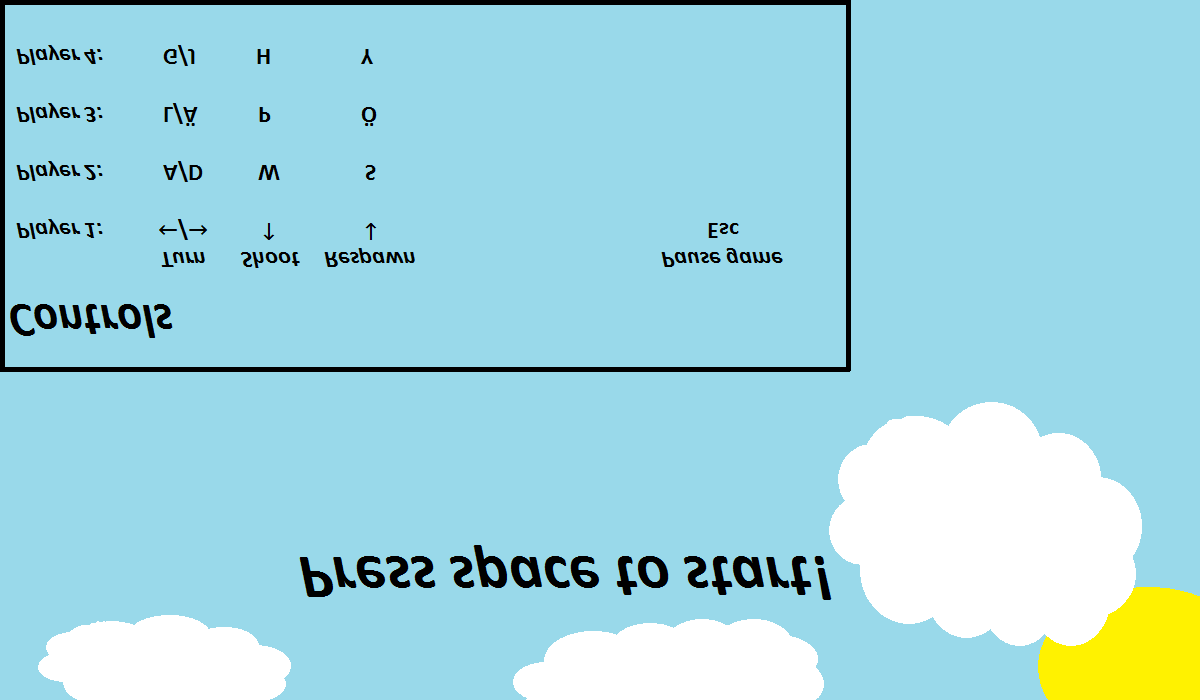 Press space to start!
Controls
Turn Shoot Respawn Pause game
Player 1: ←/→ ↑ ↓ Esc
Player 2: A/D W S
Player 3: L/Ä P Ö
Player 4: G/J H Y